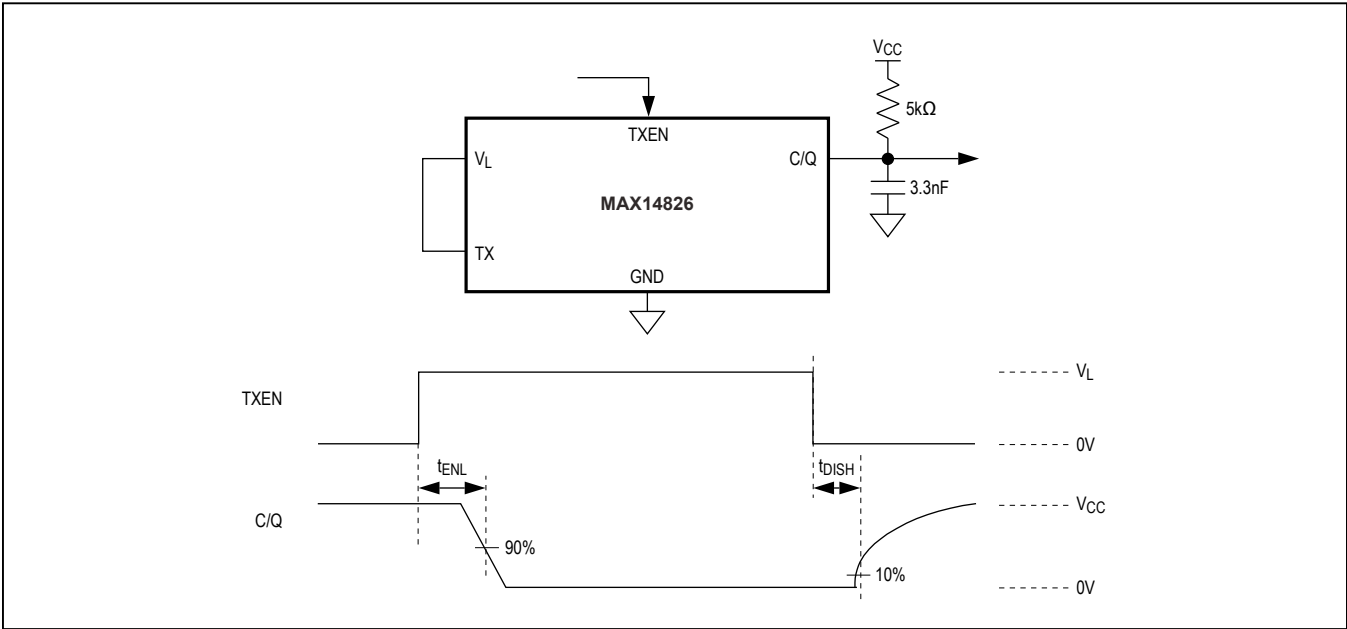 VCC
5kΩ
TXEN
VL
C/Q
3.3nF
MAX14826
TX
GND
VL
TXEN
0V
tENL
tDISH
VCC
C/Q
90%
10%
0V